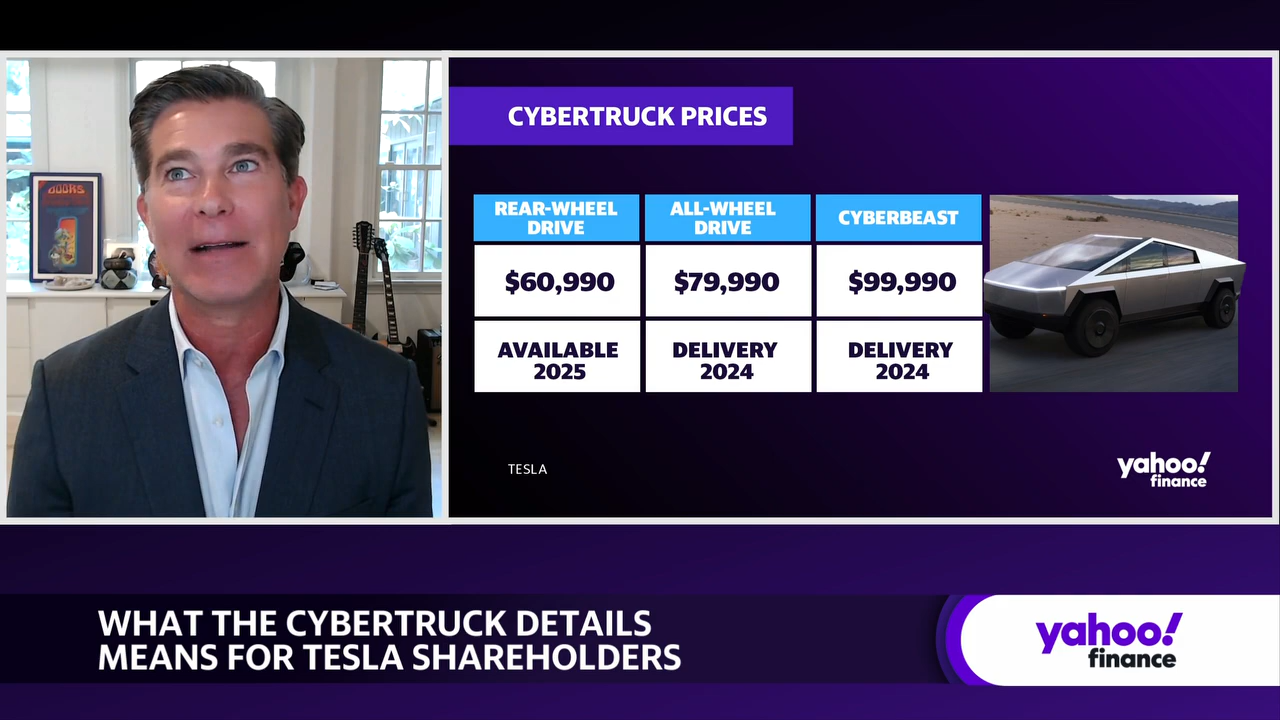 DOORS
CYBERTRUCK PRICES
REAR-WHEEL
DRIVE
ALL-WHEEL
DRIVE
CYBERBEAST
$60,990
$79,990
$99,990
AVAILABLE
2025
DELIVERY
2024
DELIVERY
2024
TESLA
yahoo!
finance
WHAT THE CYBERTRUCK DETAILS
MEANS FOR TESLA SHAREHOLDERS
yahoo!
finance